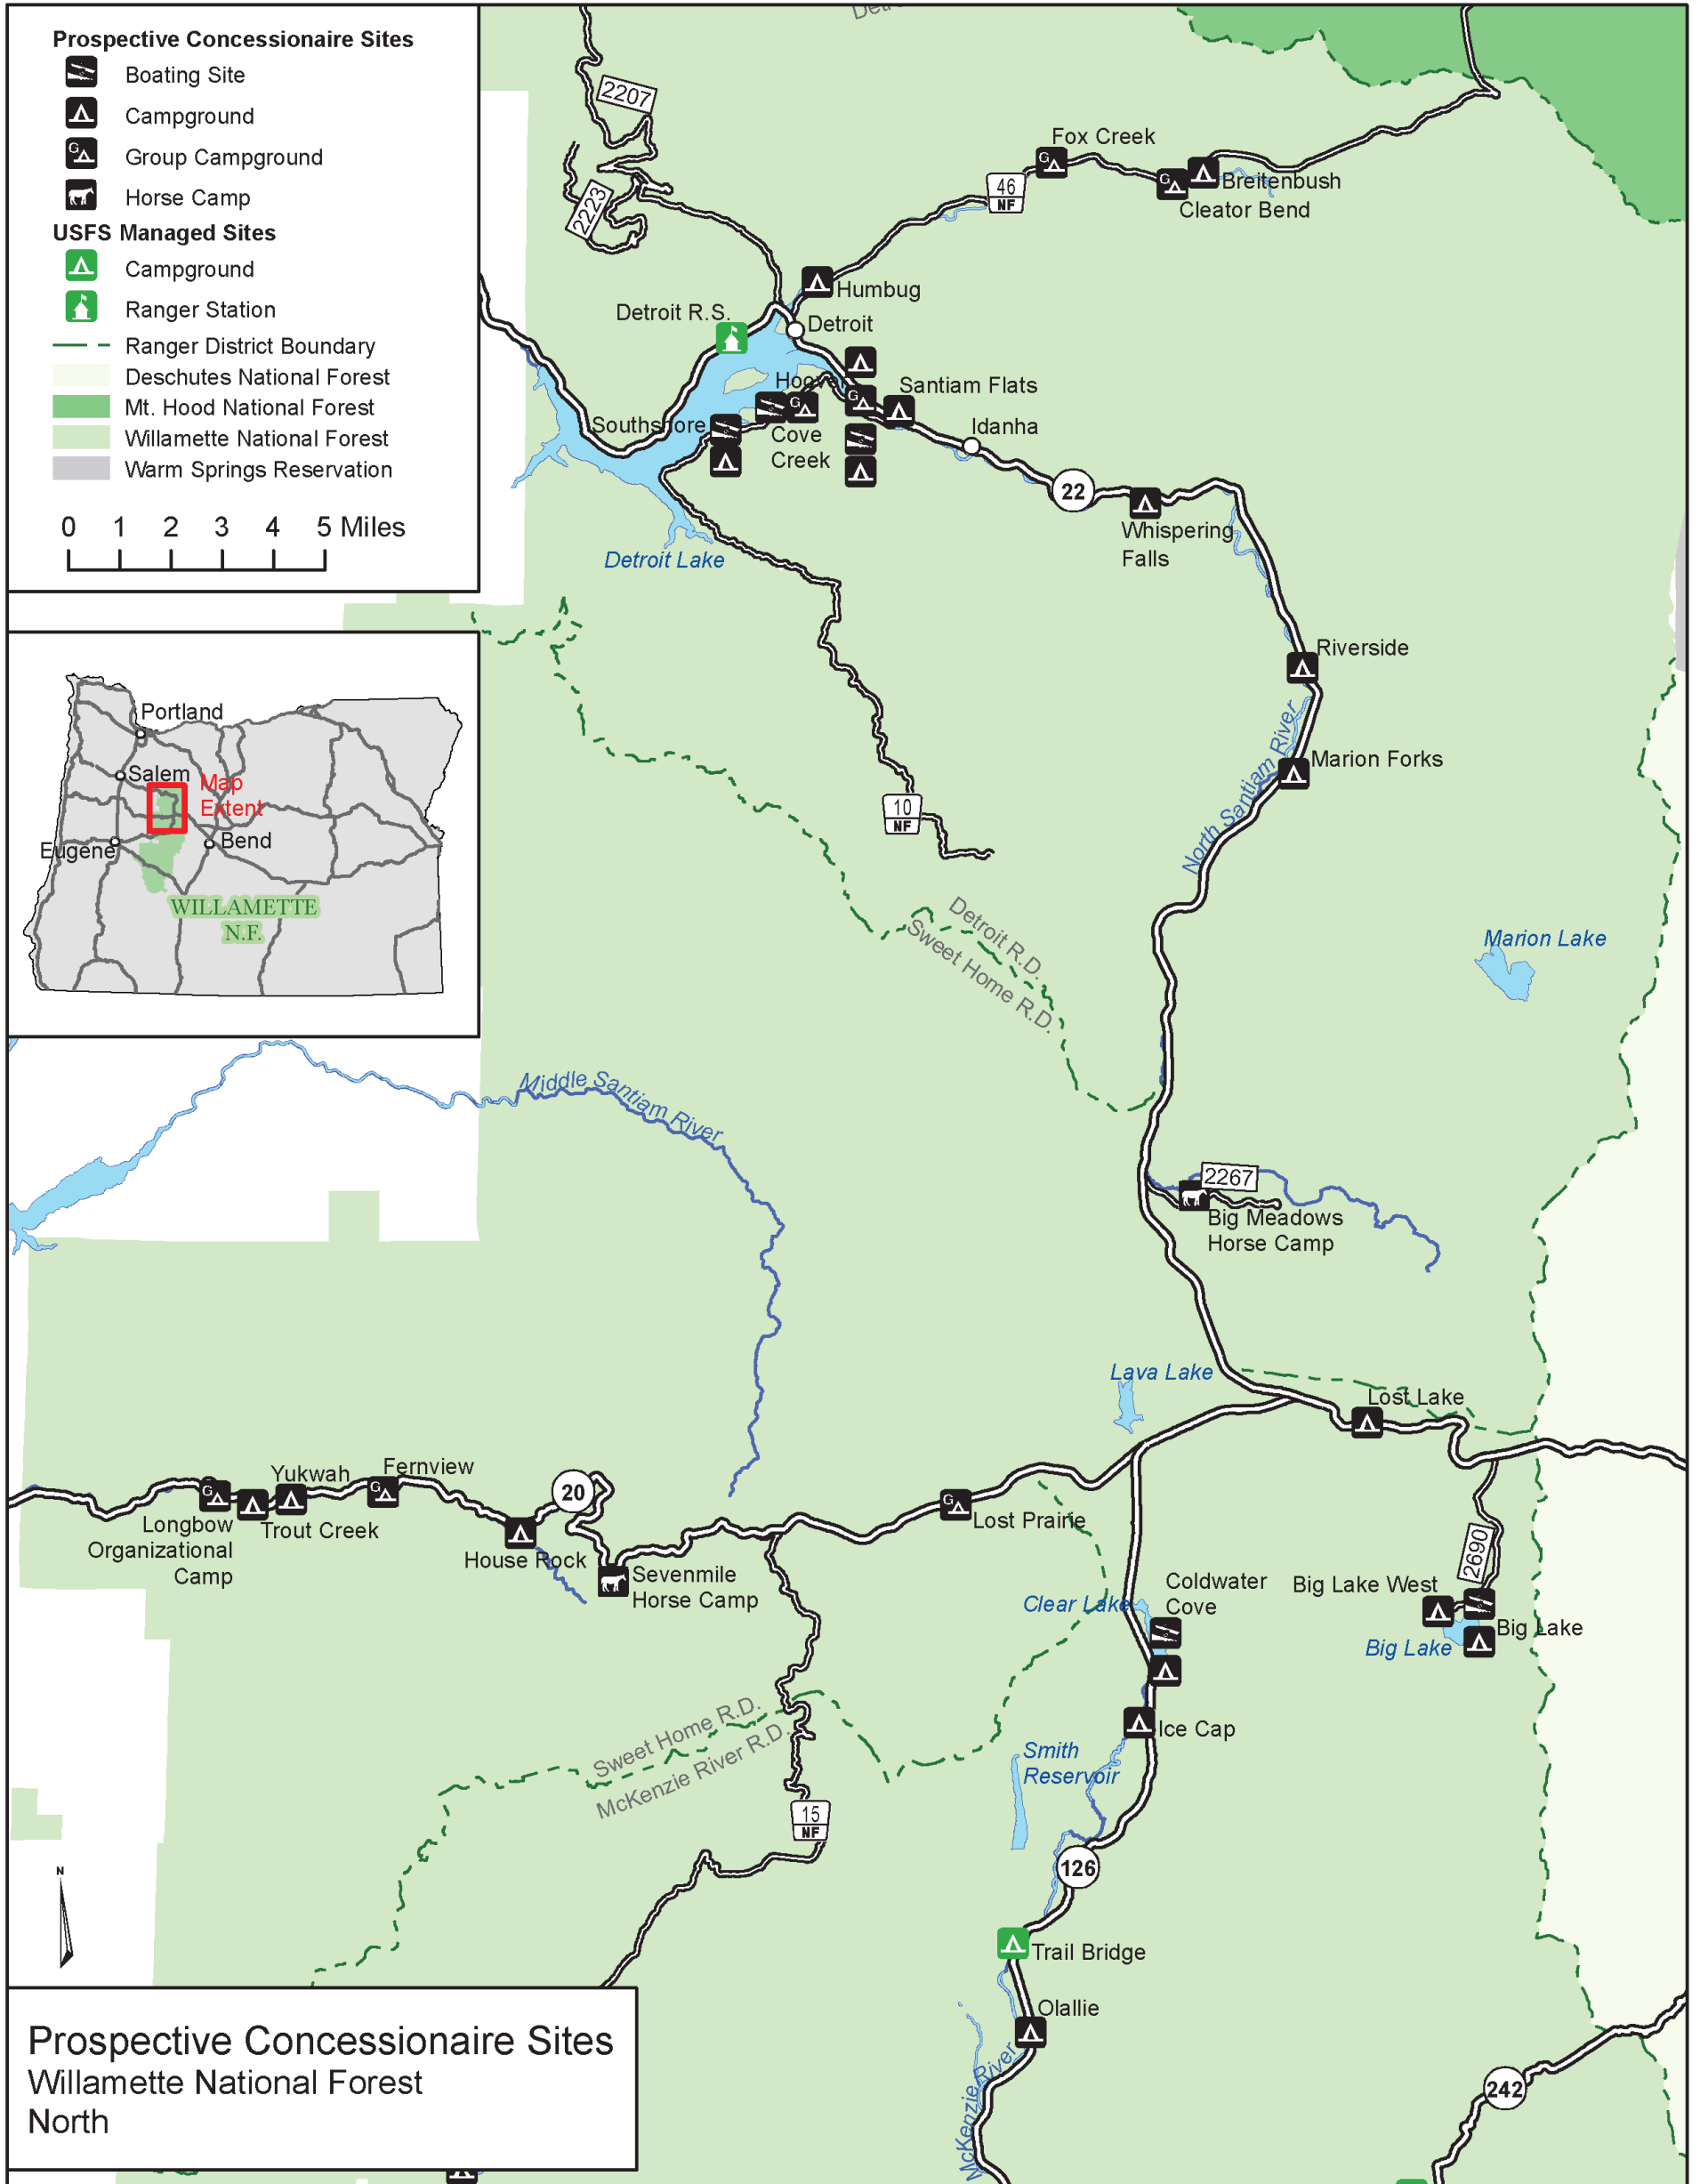 Prospective Concessionaire Sites
Boating Site
Campground
G
Group Campground
Horse Camp
USFS Managed Sites
Campground
Ranger Station
Ranger District Boundary
Deschutes National Forest
Mt. Hood National Forest
Willamette National Forest
Warm Springs Reservation
0 1 2 3 4 5 Miles
2207
2223
Fox Creek
G
46
NF
G
Breitenbush
Cleator Bend
Humbug
Detroit R.S.
Detroit
Hoover
G
G
Santiam Flats
Southshore
Cove
Creek
Idanha
22
Whispering
Falls
Detroit Lake
Riverside
North Santiam River
Marion Forks
10
NF
Detroit R.D.
Sweet Home R.D.
Marion Lake
Portland
Salem
Map
Extent
Eugene
Bend
WILLAMETTE
N.F.
Middle Santiam River
2267
Big Meadows
Horse Camp
Lava Lake
Lost Lake
Fernview
Yukwah
G
G
20
G
Longbow
Organizational
Camp
Trout Creek
House Rock
Lost Prairie
Sevenmile
Horse Camp
2690
Coldwater
Cove
Clear Lake
Big Lake West
Big Lake
Big Lake
Ice Cap
Sweet Home R.D.
McKenzie River R.D.
Smith
Reservoir
15
NF
126
N
Trail Bridge
Olallie
McKenzie River
242
Prospective Concessionaire Sites
Willamette National Forest
North